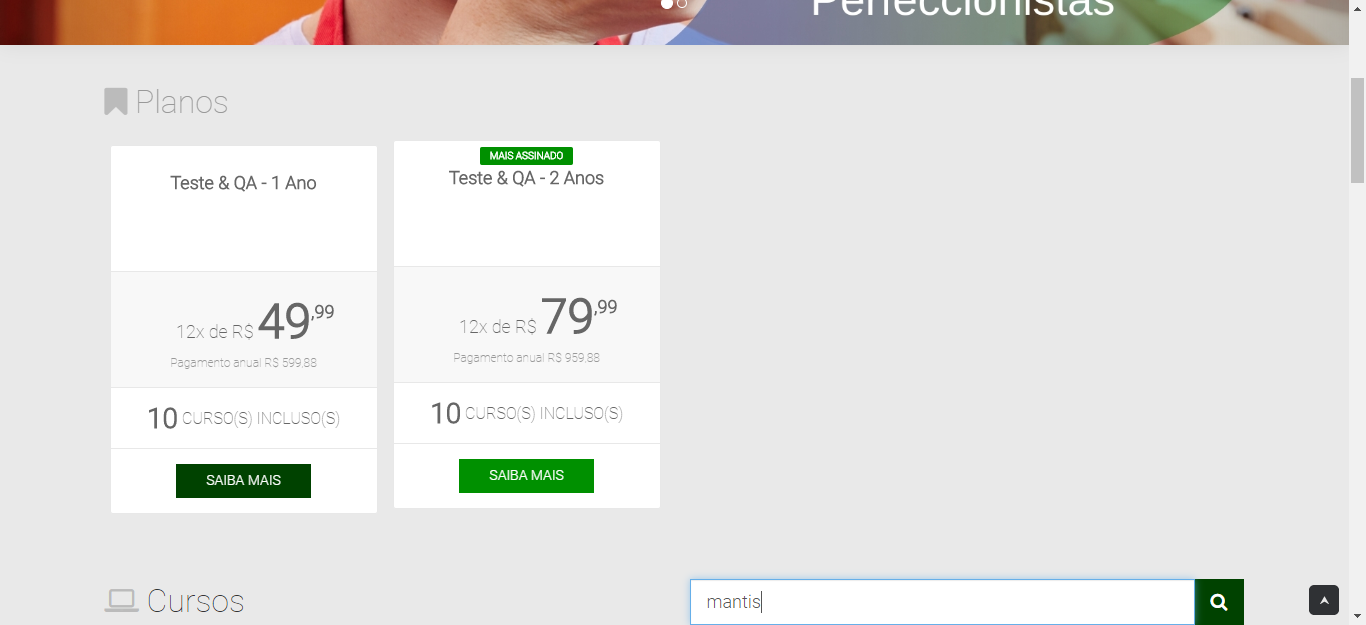 Perfeccionistas
Planos
Teste & QA - 1 Ano
12x de R$ 49,99
Pagamento anual R$ 599,88
10 CURSO(S) INCLUSO(S)
SAIBA MAIS
MAIS ASSINADO
Teste & QA - 2 Anos
12x de R$ 79,99
Pagamento anual R$ 959,88
10 CURSO(S) INCLUSO(S)
SAIBA MAIS
Cursos
mantis